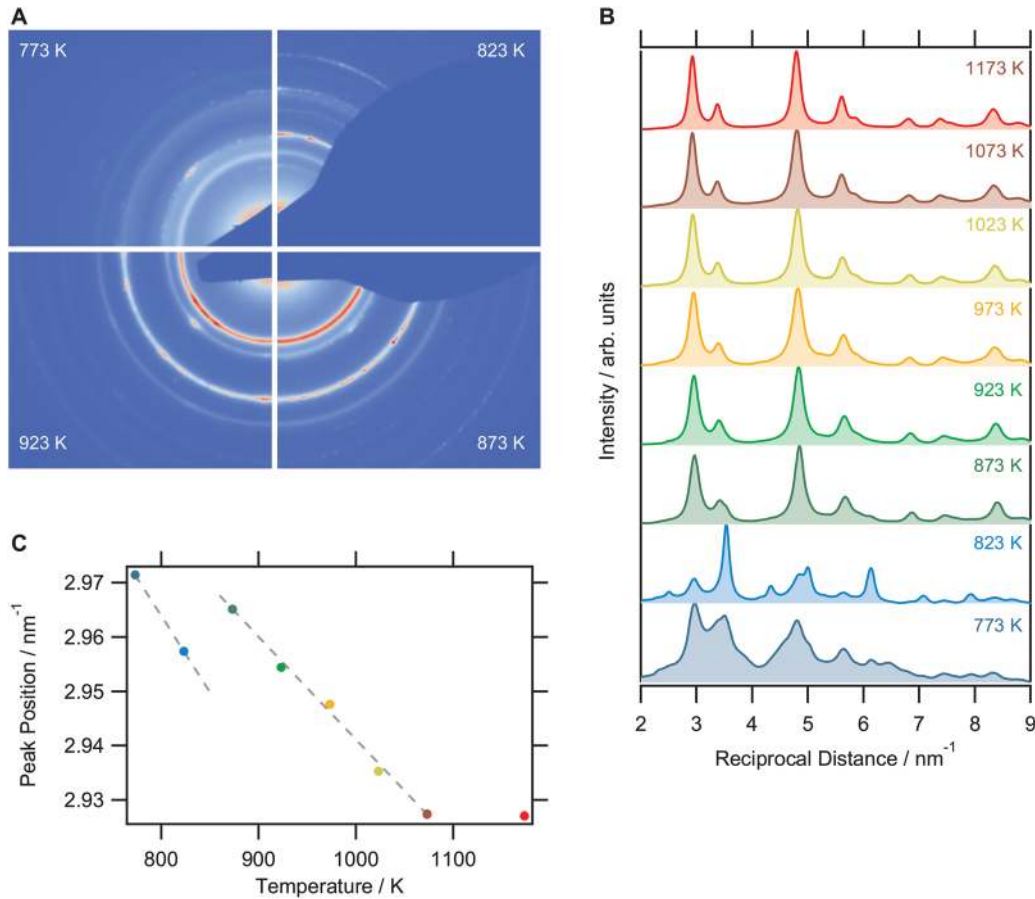 A
773 K
823 K
923 K
873 K
B
1173 K
1073 K
1023 K
973 K
923 K
873 K
823 K
773 K
Intensity / arb. units
2 3 4 5 6 7 8 9
Reciprocal Distance / nm⁻¹
C
2.97
2.96
2.95
2.94
2.93
Peak Position / nm⁻¹
800 900 1000 1100
Temperature / K